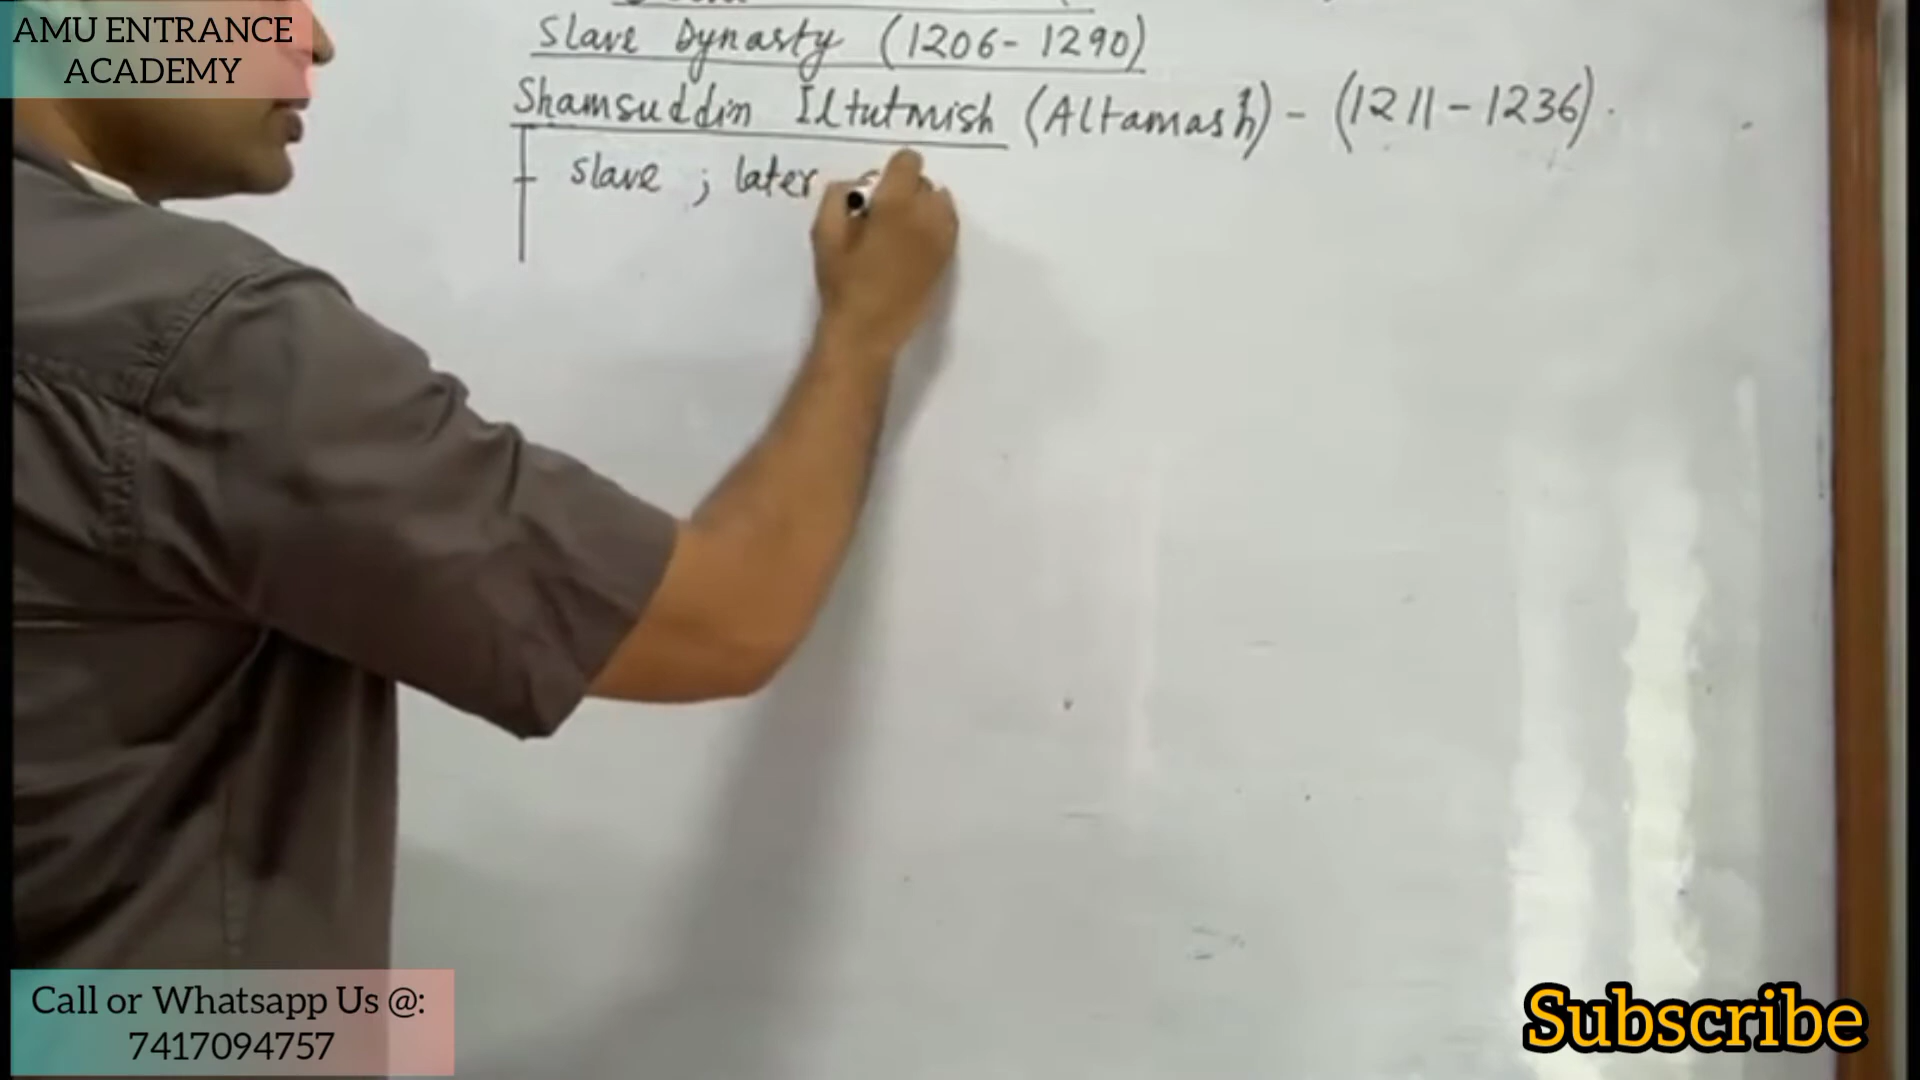 AMU ENTRANCE
ACADEMY
Slave Dynasty (1206- 1290)
Shamsuddin Iltutmish (Altamash) - (1211 - 1236).
slave ; later
Call or Whatsapp Us @:
7417094757
Subscribe